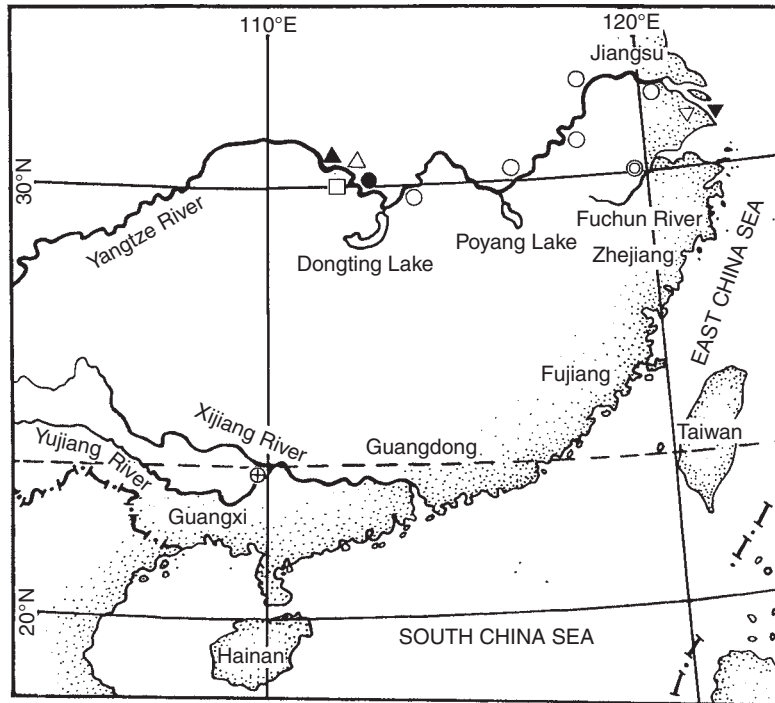 110°E
120°E
Jiangsu
30°N
Yangtze River
Dongting Lake
Poyang Lake
Fuchun River
Zhejiang
EAST CHINA SEA
Fujiang
Xijiang River
Yujiang River
Guangdong
Taiwan
Guangxi
20°N
SOUTH CHINA SEA
Hainan